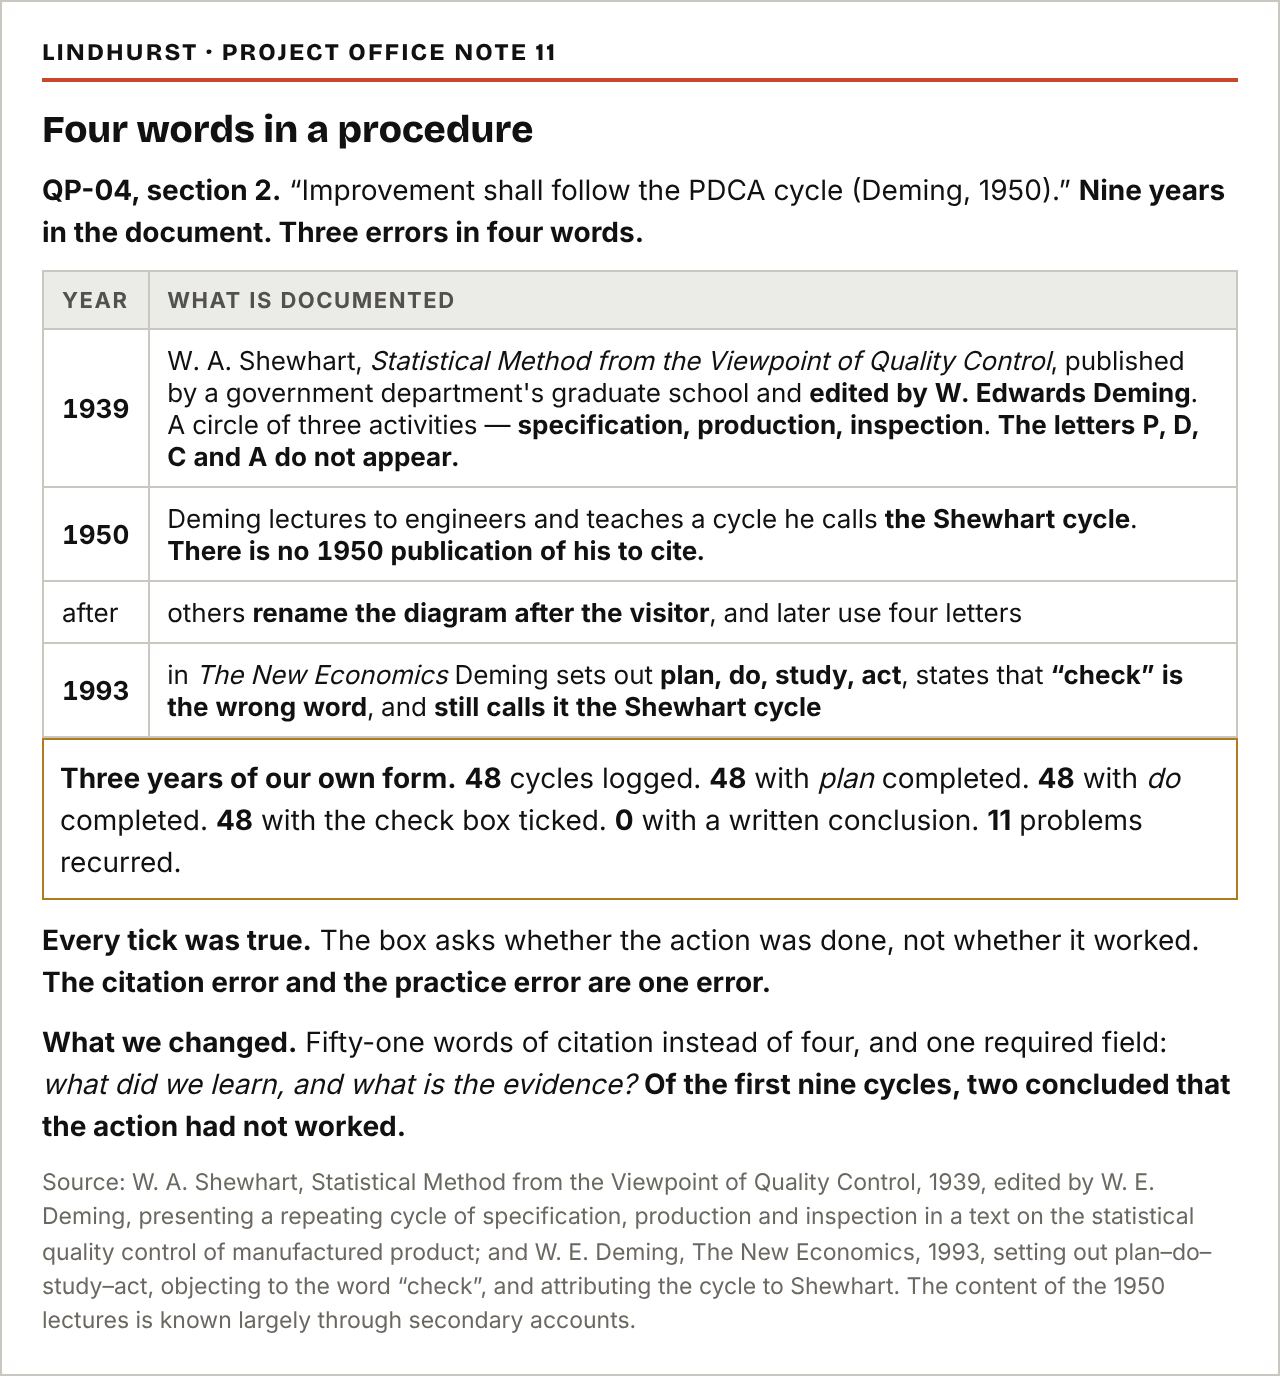 LINDHURST · PROJECT OFFICE NOTE 11
Four words in a procedure
QP-04, section 2. “Improvement shall follow the PDCA cycle (Deming, 1950).” Nine years
in the document. Three errors in four words.
YEAR WHAT IS DOCUMENTED
1939 W. A. Shewhart, Statistical Method from the Viewpoint of Quality Control, published
by a government department's graduate school and edited by W. Edwards Deming.
A circle of three activities — specification, production, inspection. The letters P, D,
C and A do not appear.
1950 Deming lectures to engineers and teaches a cycle he calls the Shewhart cycle.
There is no 1950 publication of his to cite.
after others rename the diagram after the visitor, and later use four letters
1993 in The New Economics Deming sets out plan, do, study, act, states that “check” is
the wrong word, and still calls it the Shewhart cycle
Three years of our own form. 48 cycles logged. 48 with plan completed. 48 with do
completed. 48 with the check box ticked. 0 with a written conclusion. 11 problems
recurred.
Every tick was true. The box asks whether the action was done, not whether it worked.
The citation error and the practice error are one error.
What we changed. Fifty-one words of citation instead of four, and one required field:
what did we learn, and what is the evidence? Of the first nine cycles, two concluded that
the action had not worked.
Source: W. A. Shewhart, Statistical Method from the Viewpoint of Quality Control, 1939, edited by W. E.
Deming, presenting a repeating cycle of specification, production and inspection in a text on the statistical
quality control of manufactured product; and W. E. Deming, The New Economics, 1993, setting out plan–do–
study–act, objecting to the word “check”, and attributing the cycle to Shewhart. The content of the 1950
lectures is known largely through secondary accounts.